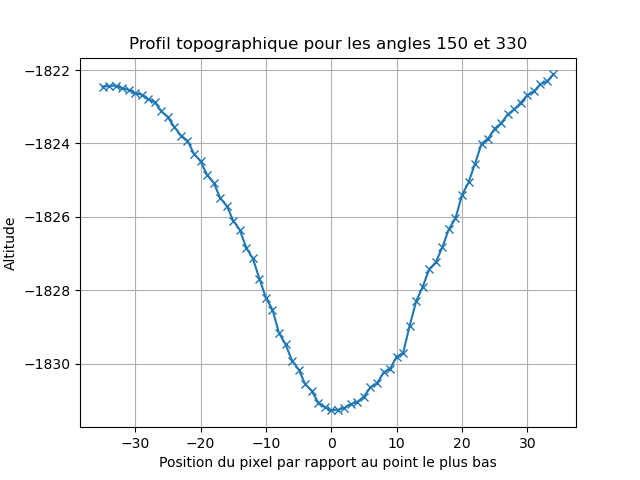 Profil topographique pour les angles 150 et 330
−1822
−1824
−1826
−1828
−1830
Altitude
−30 −20 −10 0 10 20 30
Position du pixel par rapport au point le plus bas